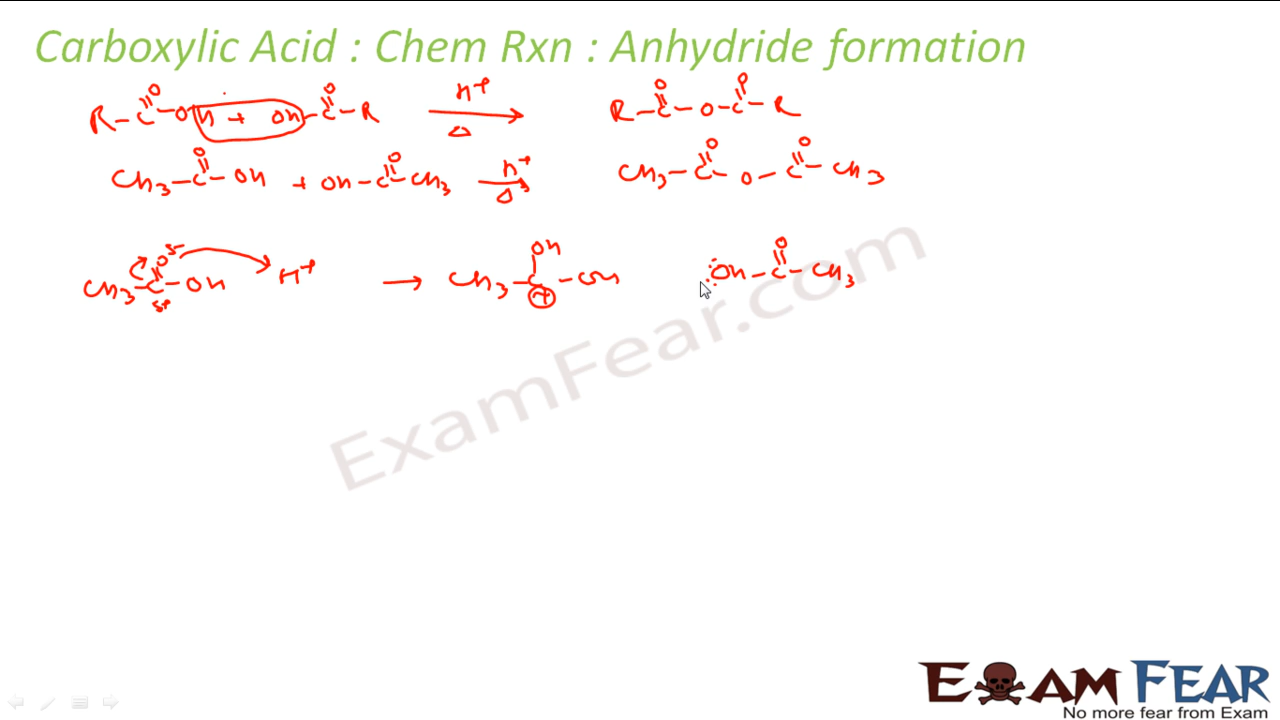 Carboxylic Acid : Chem Rxn : Anhydride formation
O O H+ O O
R-C-OH + OH-C-R → R-C-O-C-R
Δ
O O H+ O O
CH3-C-OH + OH-C-CH3 → CH3-C-O-C-CH3
Δ
O δ- OH O
CH3-C-OH H+ → CH3-C-OH :ÖH-C-CH3
δ+ +
ExamFear.com
EXAM FEAR
No more fear from Exam